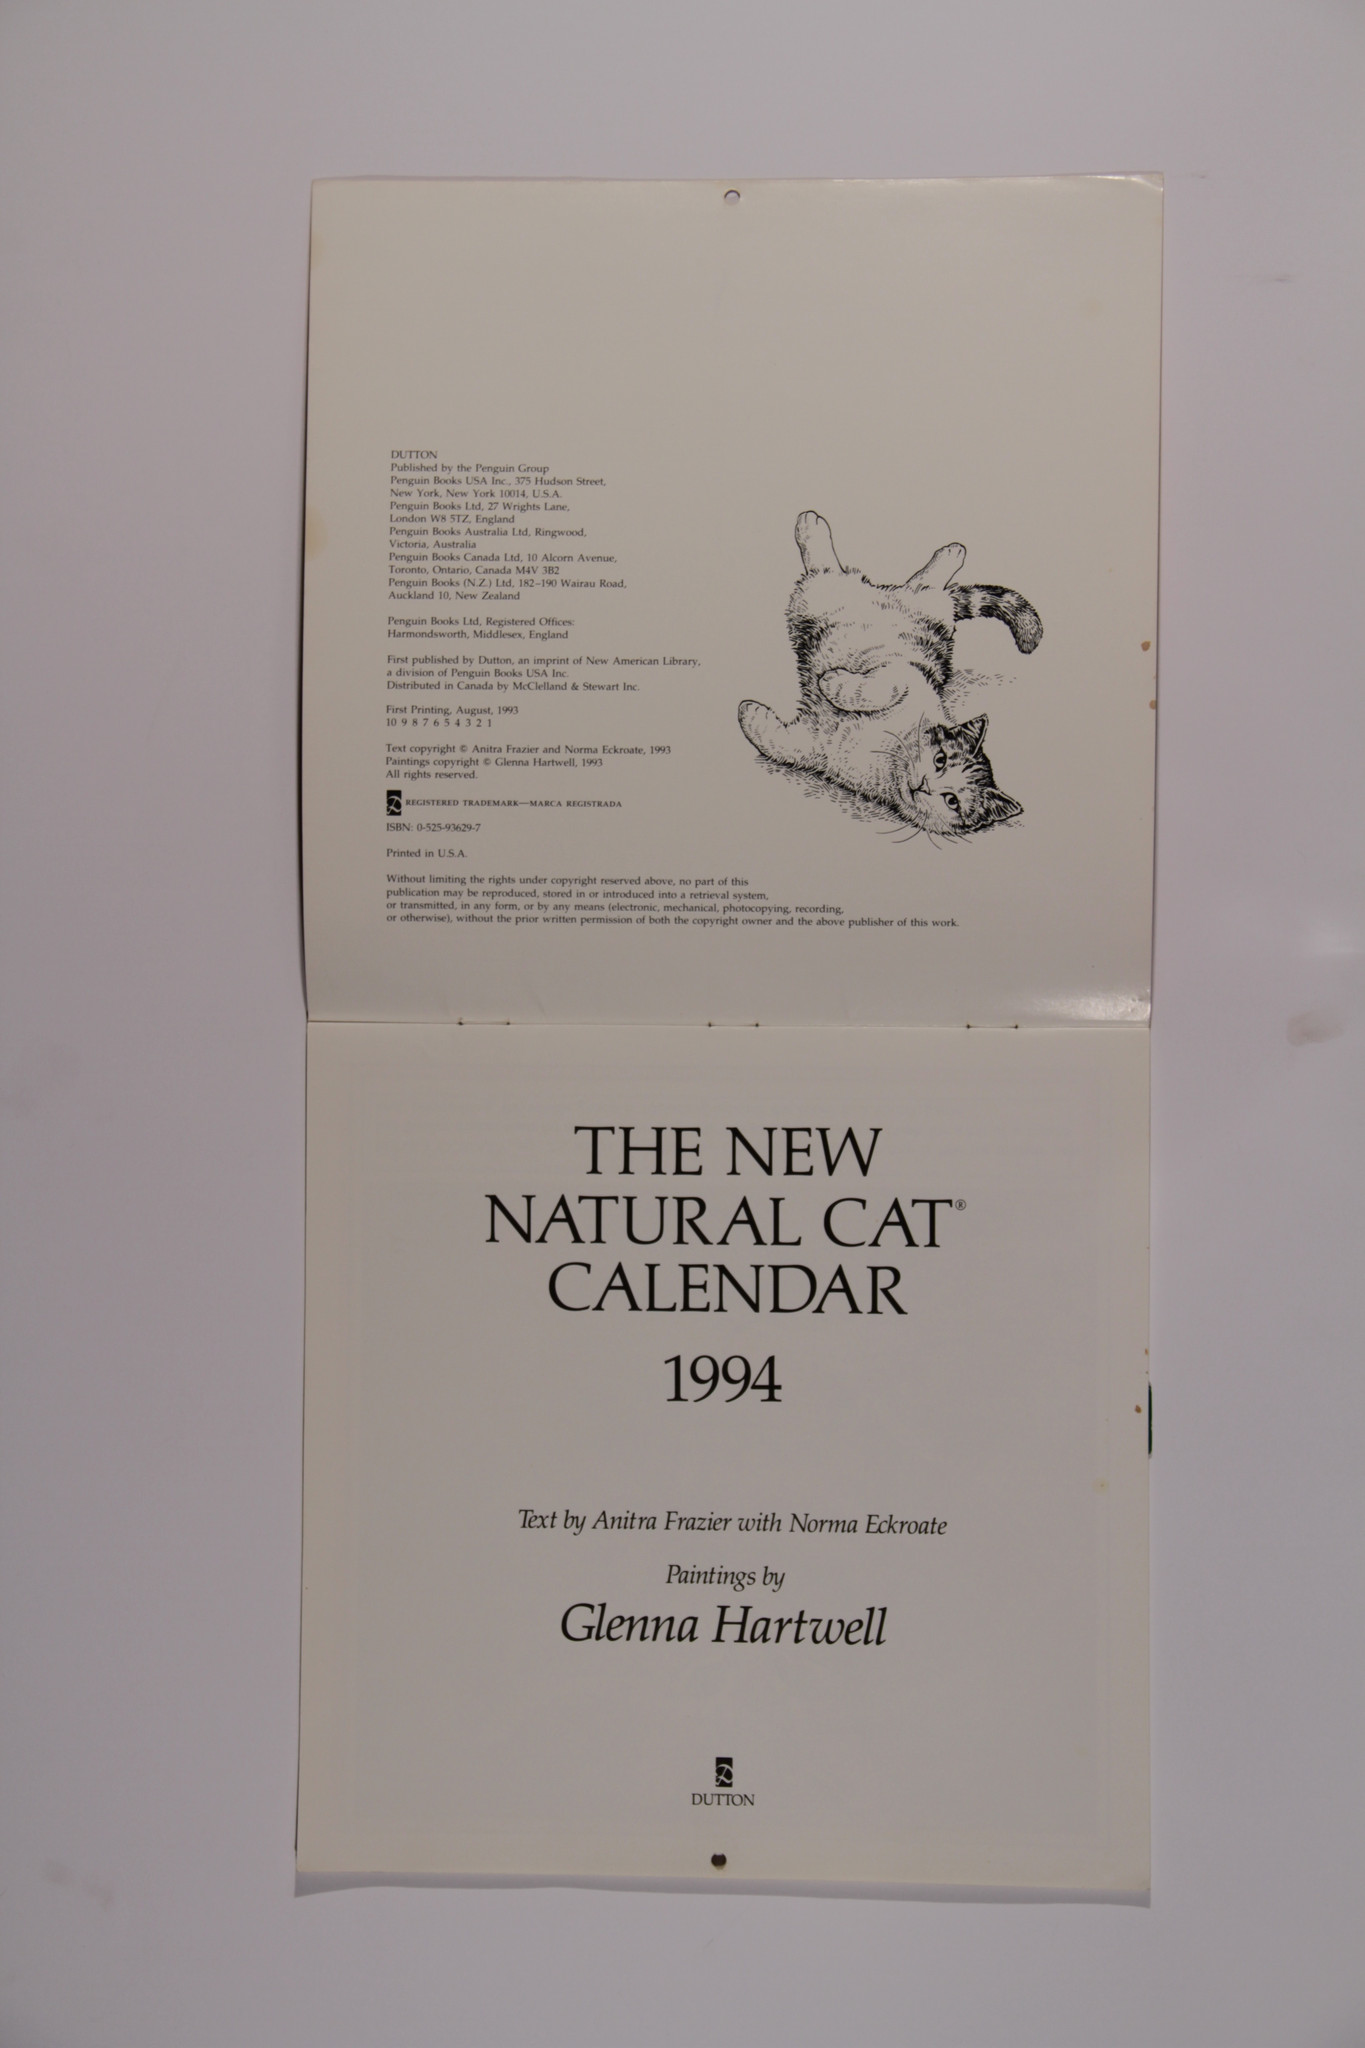 DUTTON
Published by the Penguin Group
Penguin Books USA Inc., 375 Hudson Street,
New York, New York 10014, U.S.A.
Penguin Books Ltd, 27 Wrights Lane,
London W8 5TZ, England
Penguin Books Australia Ltd, Ringwood,
Victoria, Australia
Penguin Books Canada Ltd, 10 Alcorn Avenue,
Toronto, Ontario, Canada M4V 3B2
Penguin Books (N.Z.) Ltd, 182–190 Wairau Road,
Auckland 10, New Zealand
Penguin Books Ltd, Registered Offices:
Harmondsworth, Middlesex, England
First published by Dutton, an imprint of New American Library,
a division of Penguin Books USA Inc.
Distributed in Canada by McClelland & Stewart Inc.
First Printing, August, 1993
10 9 8 7 6 5 4 3 2 1
Text copyright © Anitra Frazier and Norma Eckroate, 1993
Paintings copyright © Glenna Hartwell, 1993
All rights reserved.
REGISTERED TRADEMARK—MARCA REGISTRADA
ISBN: 0-525-93629-7
Printed in U.S.A.
Without limiting the rights under copyright reserved above, no part of this
publication may be reproduced, stored in or introduced into a retrieval system,
or transmitted, in any form, or by any means (electronic, mechanical, photocopying, recording,
or otherwise), without the prior written permission of both the copyright owner and the above publisher of this work.
THE NEW
NATURAL CAT®
CALENDAR
1994
Text by Anitra Frazier with Norma Eckroate
Paintings by
Glenna Hartwell
DUTTON